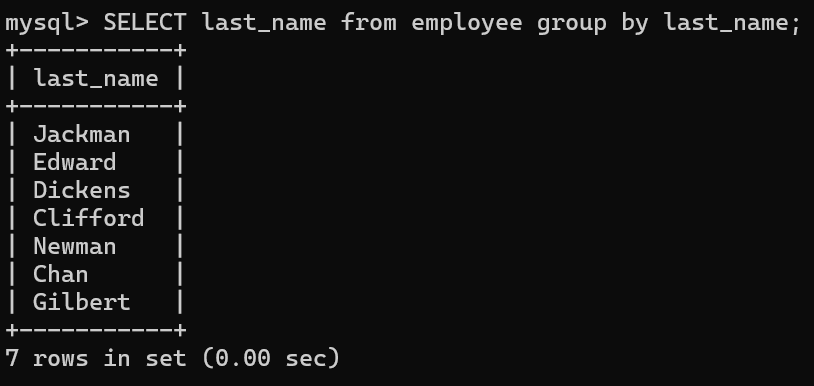 mysql> SELECT last_name from employee group by last_name;
+-----------+
| last_name |
+-----------+
| Jackman   |
| Edward    |
| Dickens   |
| Clifford  |
| Newman    |
| Chan      |
| Gilbert   |
+-----------+
7 rows in set (0.00 sec)